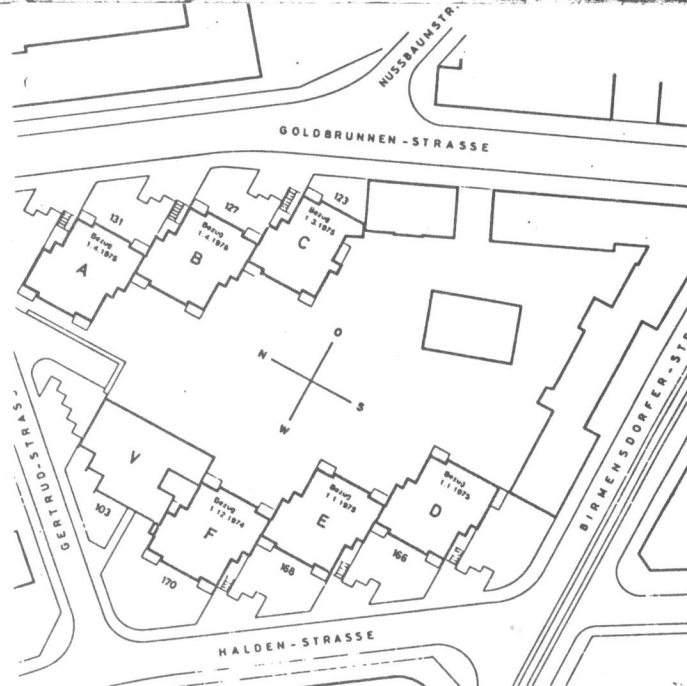 NUSSBAUMSTR.
GOLDBRUNNEN-STRASSE
131
127
123
Bezug
1.4.1975
A
Bezug
1.4.1975
B
Bezug
1.3.1975
C
O
N
S
W
GERTRUD-STRASS
BIRMENSDORFER-STR
V
103
Bezug
1.12.1974
F
170
Bezug
1.1.1975
E
168
Bezug
1.1.1975
D
166
HALDEN-STRASSE